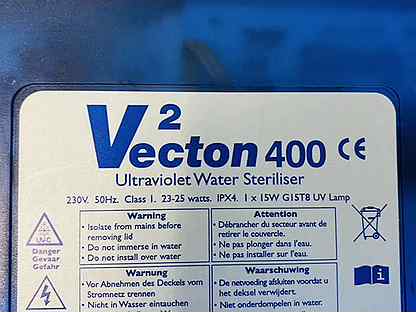 V² Vecton 400 CE
Ultraviolet Water Steriliser
230V. 50Hz. Class 1. 23-25 watts. IPX4. 1 x 15W G15T8 UV Lamp
UV-C
Danger
Gevaar
Gefahr
Warning
• Isolate from mains before
removing lid
• Do not immerse in water
• Do not install over water
Attention
• Débrancher du secteur avant de
retirer le couvercle.
• Ne pas plonger dans l'eau.
• Ne pas installer sur l'eau.
Warnung
• Vor Abnehmen des Deckels vom
Stromnetz trennen
• Nicht in Wasser eintauchen
Waarschuwing
• De netvoeding afsluiten voordat u
het deksel verwijdert.
• Niet onderdompelen in water.